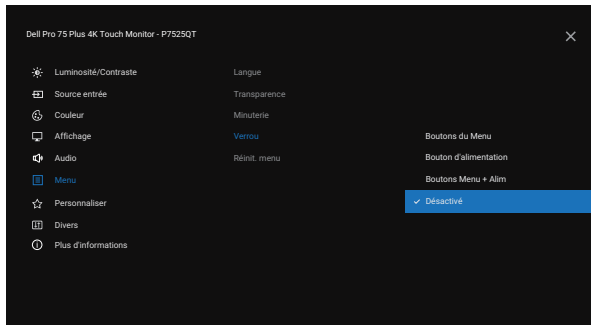 Dell Pro 75 Plus 4K Touch Monitor - P7525QT
Luminosité/Contraste
Langue
Source entrée
Transparence
Couleur
Minuterie
Affichage
Verrou
Boutons du Menu
Audio
Réinit. menu
Bouton d'alimentation
Menu
Boutons Menu + Alim
Personnaliser
Désactivé
Divers
Plus d'informations